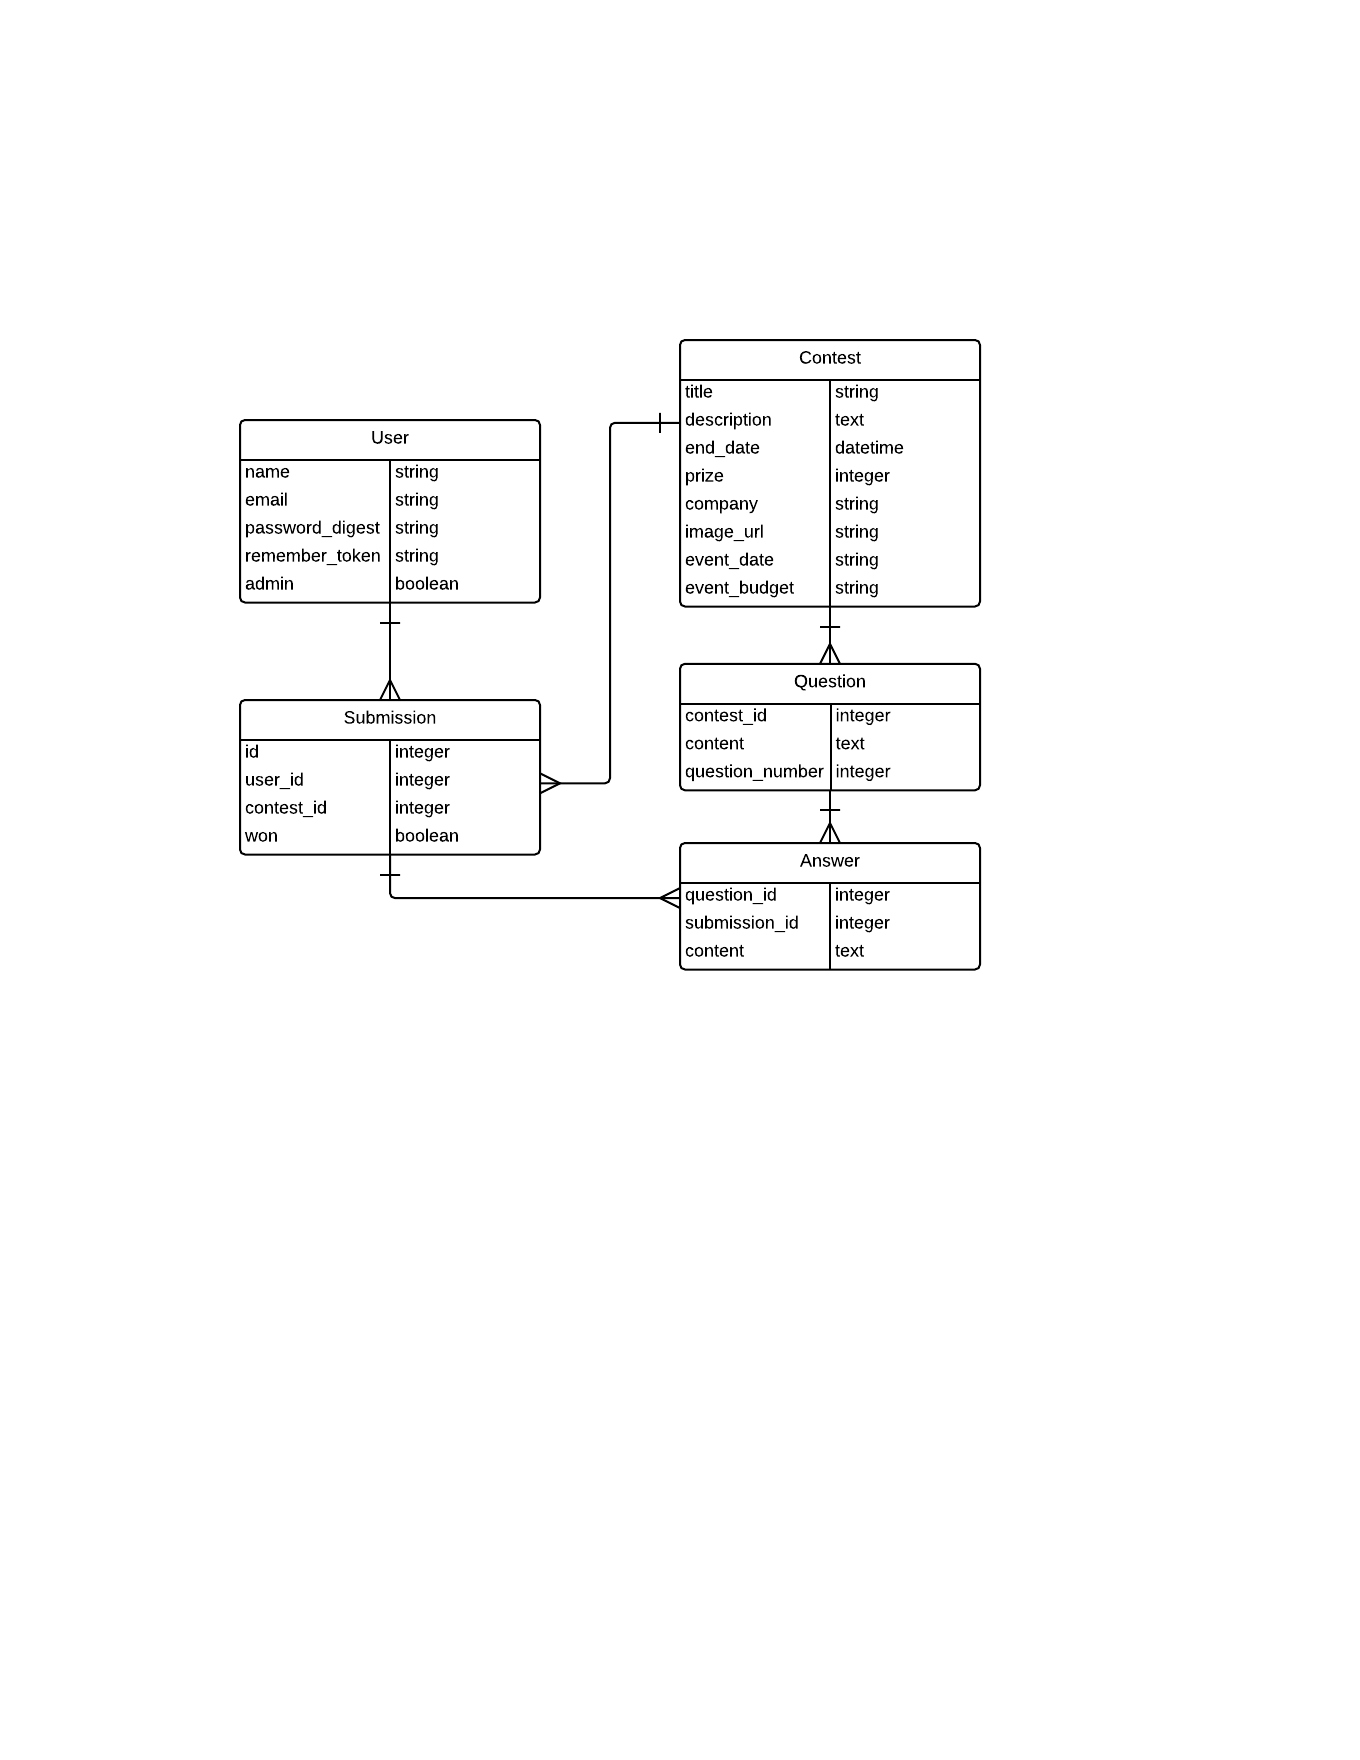 Contest
title string
description text
end_date datetime
prize integer
company string
image_url string
event_date string
event_budget string
User
name string
email string
password_digest string
remember_token string
admin boolean
Submission
id integer
user_id integer
contest_id integer
won boolean
Question
contest_id integer
content text
question_number integer
Answer
question_id integer
submission_id integer
content text